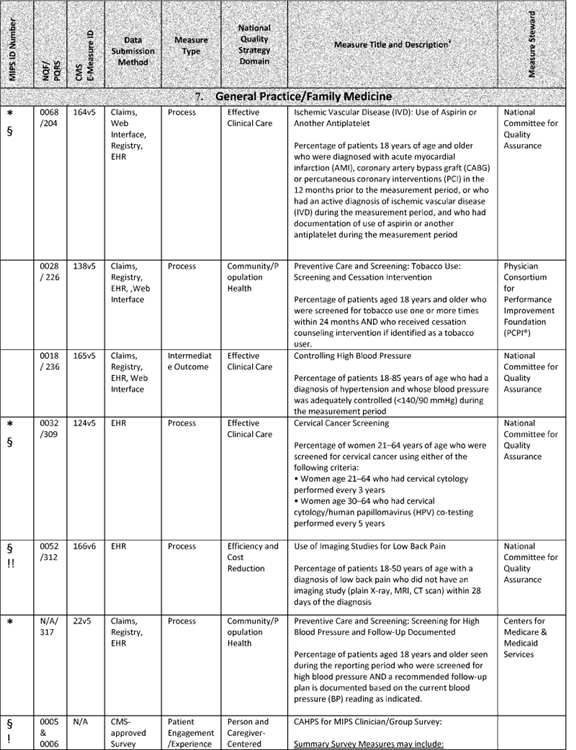 MIPS ID Number
NQF/
PQRS
CMS
E-Measure ID
Data
Submission
Method
Measure
Type
National
Quality
Strategy
Domain
Measure Title and Description
Measure Steward
7. General Practice/Family Medicine
*
§
0068
/204
164v5
Claims,
Web
Interface,
Registry,
EHR
Process
Effective
Clinical Care
Ischemic Vascular Disease (IVD): Use of Aspirin or
Another Antiplatelet
Percentage of patients 18 years of age and older
who were diagnosed with acute myocardial
infarction (AMI), coronary artery bypass graft (CABG)
or percutaneous coronary interventions (PCI) in the
12 months prior to the measurement period, or who
had an active diagnosis of ischemic vascular disease
(IVD) during the measurement period, and who had
documentation of use of aspirin or another
antiplatelet during the measurement period
National
Committee for
Quality
Assurance
0028
/ 226
138v5
Claims,
Registry,
EHR, ,Web
Interface
Process
Community/P
opulation
Health
Preventive Care and Screening: Tobacco Use:
Screening and Cessation Intervention
Percentage of patients aged 18 years and older who
were screened for tobacco use one or more times
within 24 months AND who received cessation
counseling intervention if identified as a tobacco
user.
Physician
Consortium
for
Performance
Improvement
Foundation
(PCPI®)
0018
/ 236
165v5
Claims,
Registry,
EHR, Web
Interface
Intermediat
e Outcome
Effective
Clinical Care
Controlling High Blood Pressure
Percentage of patients 18-85 years of age who had a
diagnosis of hypertension and whose blood pressure
was adequately controlled (<140/90 mmHg) during
the measurement period
National
Committee for
Quality
Assurance
*
§
0032
/309
124v5
EHR
Process
Effective
Clinical Care
Cervical Cancer Screening
Percentage of women 21–64 years of age who were
screened for cervical cancer using either of the
following criteria:
• Women age 21–64 who had cervical cytology
performed every 3 years
• Women age 30–64 who had cervical
cytology/human papillomavirus (HPV) co-testing
performed every 5 years
National
Committee for
Quality
Assurance
§
!!
0052
/312
166v6
EHR
Process
Efficiency and
Cost
Reduction
Use of Imaging Studies for Low Back Pain
Percentage of patients 18-50 years of age with a
diagnosis of low back pain who did not have an
imaging study (plain X-ray, MRI, CT scan) within 28
days of the diagnosis
National
Committee for
Quality
Assurance
*
N/A/
317
22v5
Claims,
Registry,
EHR
Process
Community/P
opulation
Health
Preventive Care and Screening: Screening for High
Blood Pressure and Follow-Up Documented
Percentage of patients aged 18 years and older seen
during the reporting period who were screened for
high blood pressure AND a recommended follow-up
plan is documented based on the current blood
pressure (BP) reading as indicated.
Centers for
Medicare &
Medicaid
Services
§
!
0005
&
0006
N/A
CMS-
approved
Survey
Patient
Engagement
/Experience
Person and
Caregiver-
Centered
CAHPS for MIPS Clinician/Group Survey:
Summary Survey Measures may include: